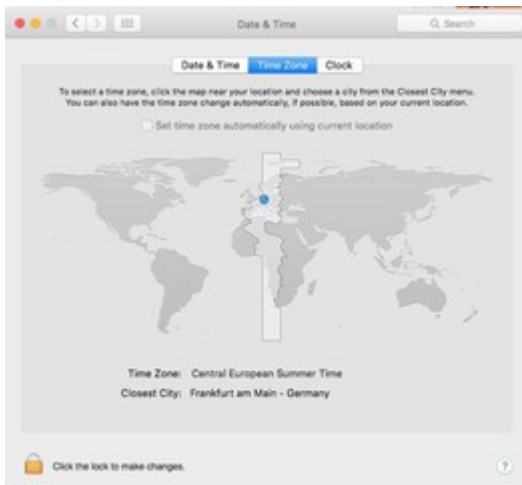 Date & Time
Search
Date & Time Time Zone Clock
To select a time zone, click the map near your location and choose a city from the Closest City menu.
You can also have the time zone change automatically, if possible, based on your current location.
Set time zone automatically using current location
Time Zone: Central European Summer Time
Closest City: Frankfurt am Main - Germany
Click the lock to make changes.
?